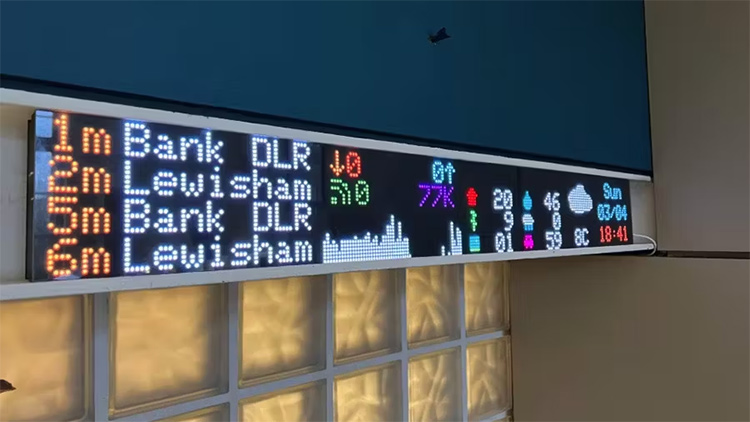 1m Bank DLR
2m Lewisham
5m Bank DLR
6m Lewisham
↓0 0↑
0 77K
20 46
9 0
01 59 8C
Sun
03/04
18:41